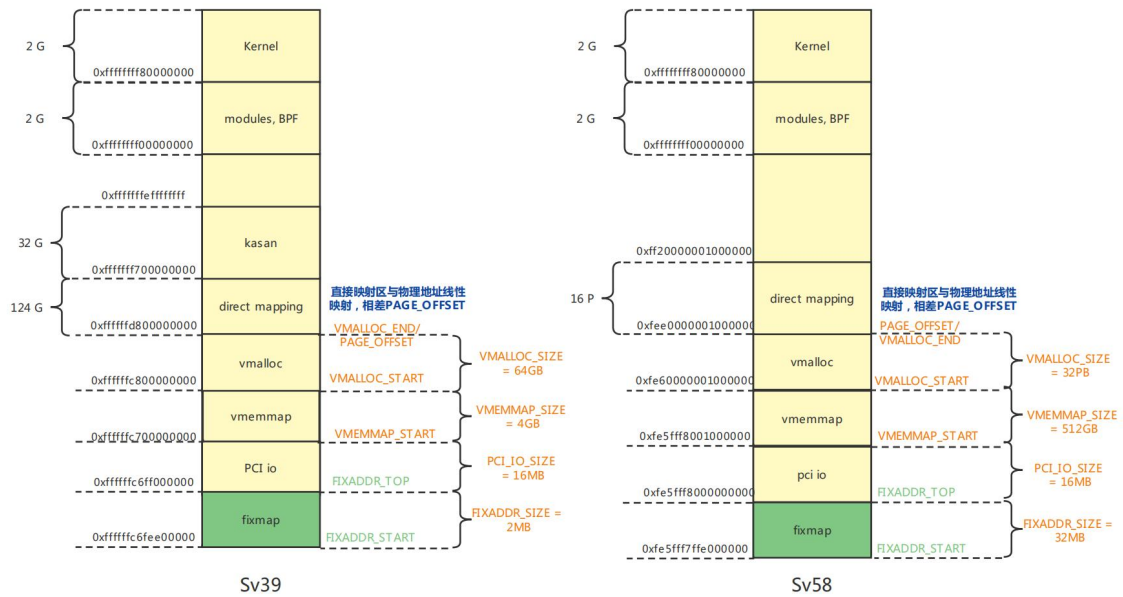 Kernel
2 G
0xffffffff80000000
modules, BPF
2 G
0xffffffff00000000
0xfffffffeffffffff
kasan
32 G
0xfffffff700000000
直接映射区与物理地址线性
映射，相差PAGE_OFFSET
direct mapping
124 G
0xffffffd800000000
VMALLOC_END/
PAGE_OFFSET
vmalloc
VMALLOC_SIZE
= 64GB
0xffffffc800000000
VMALLOC_START
vmemmap
VMEMMAP_SIZE
= 4GB
0xffffffc700000000
VMEMMAP_START
PCI io
PCI_IO_SIZE
= 16MB
0xffffffc6ff000000
FIXADDR_TOP
fixmap
FIXADDR_SIZE =
2MB
0xffffffc6fee00000
FIXADDR_START
Sv39
Kernel
2 G
0xffffffff80000000
modules, BPF
2 G
0xffffffff00000000
0xff20000001000000
直接映射区与物理地址线性
映射，相差PAGE_OFFSET
direct mapping
16 P
0xfee0000001000000
PAGE_OFFSET/
VMALLOC_END
vmalloc
VMALLOC_SIZE
= 32PB
0xfe60000001000000
VMALLOC_START
vmemmap
VMEMMAP_SIZE
= 512GB
0xfe5fff8001000000
VMEMMAP_START
pci io
PCI_IO_SIZE
= 16MB
0xfe5fff8000000000
FIXADDR_TOP
fixmap
FIXADDR_SIZE =
32MB
0xfe5fff7ffe000000
FIXADDR_START
Sv58